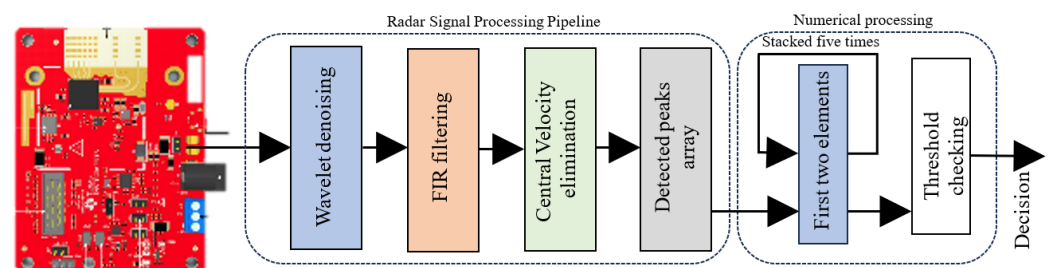 Radar Signal Processing Pipeline
Wavelet denoising
FIR filtering
Central Velocity
elimination
Detected peaks
array
Numerical processing
Stacked five times
First two elements
Threshold
checking
Decision